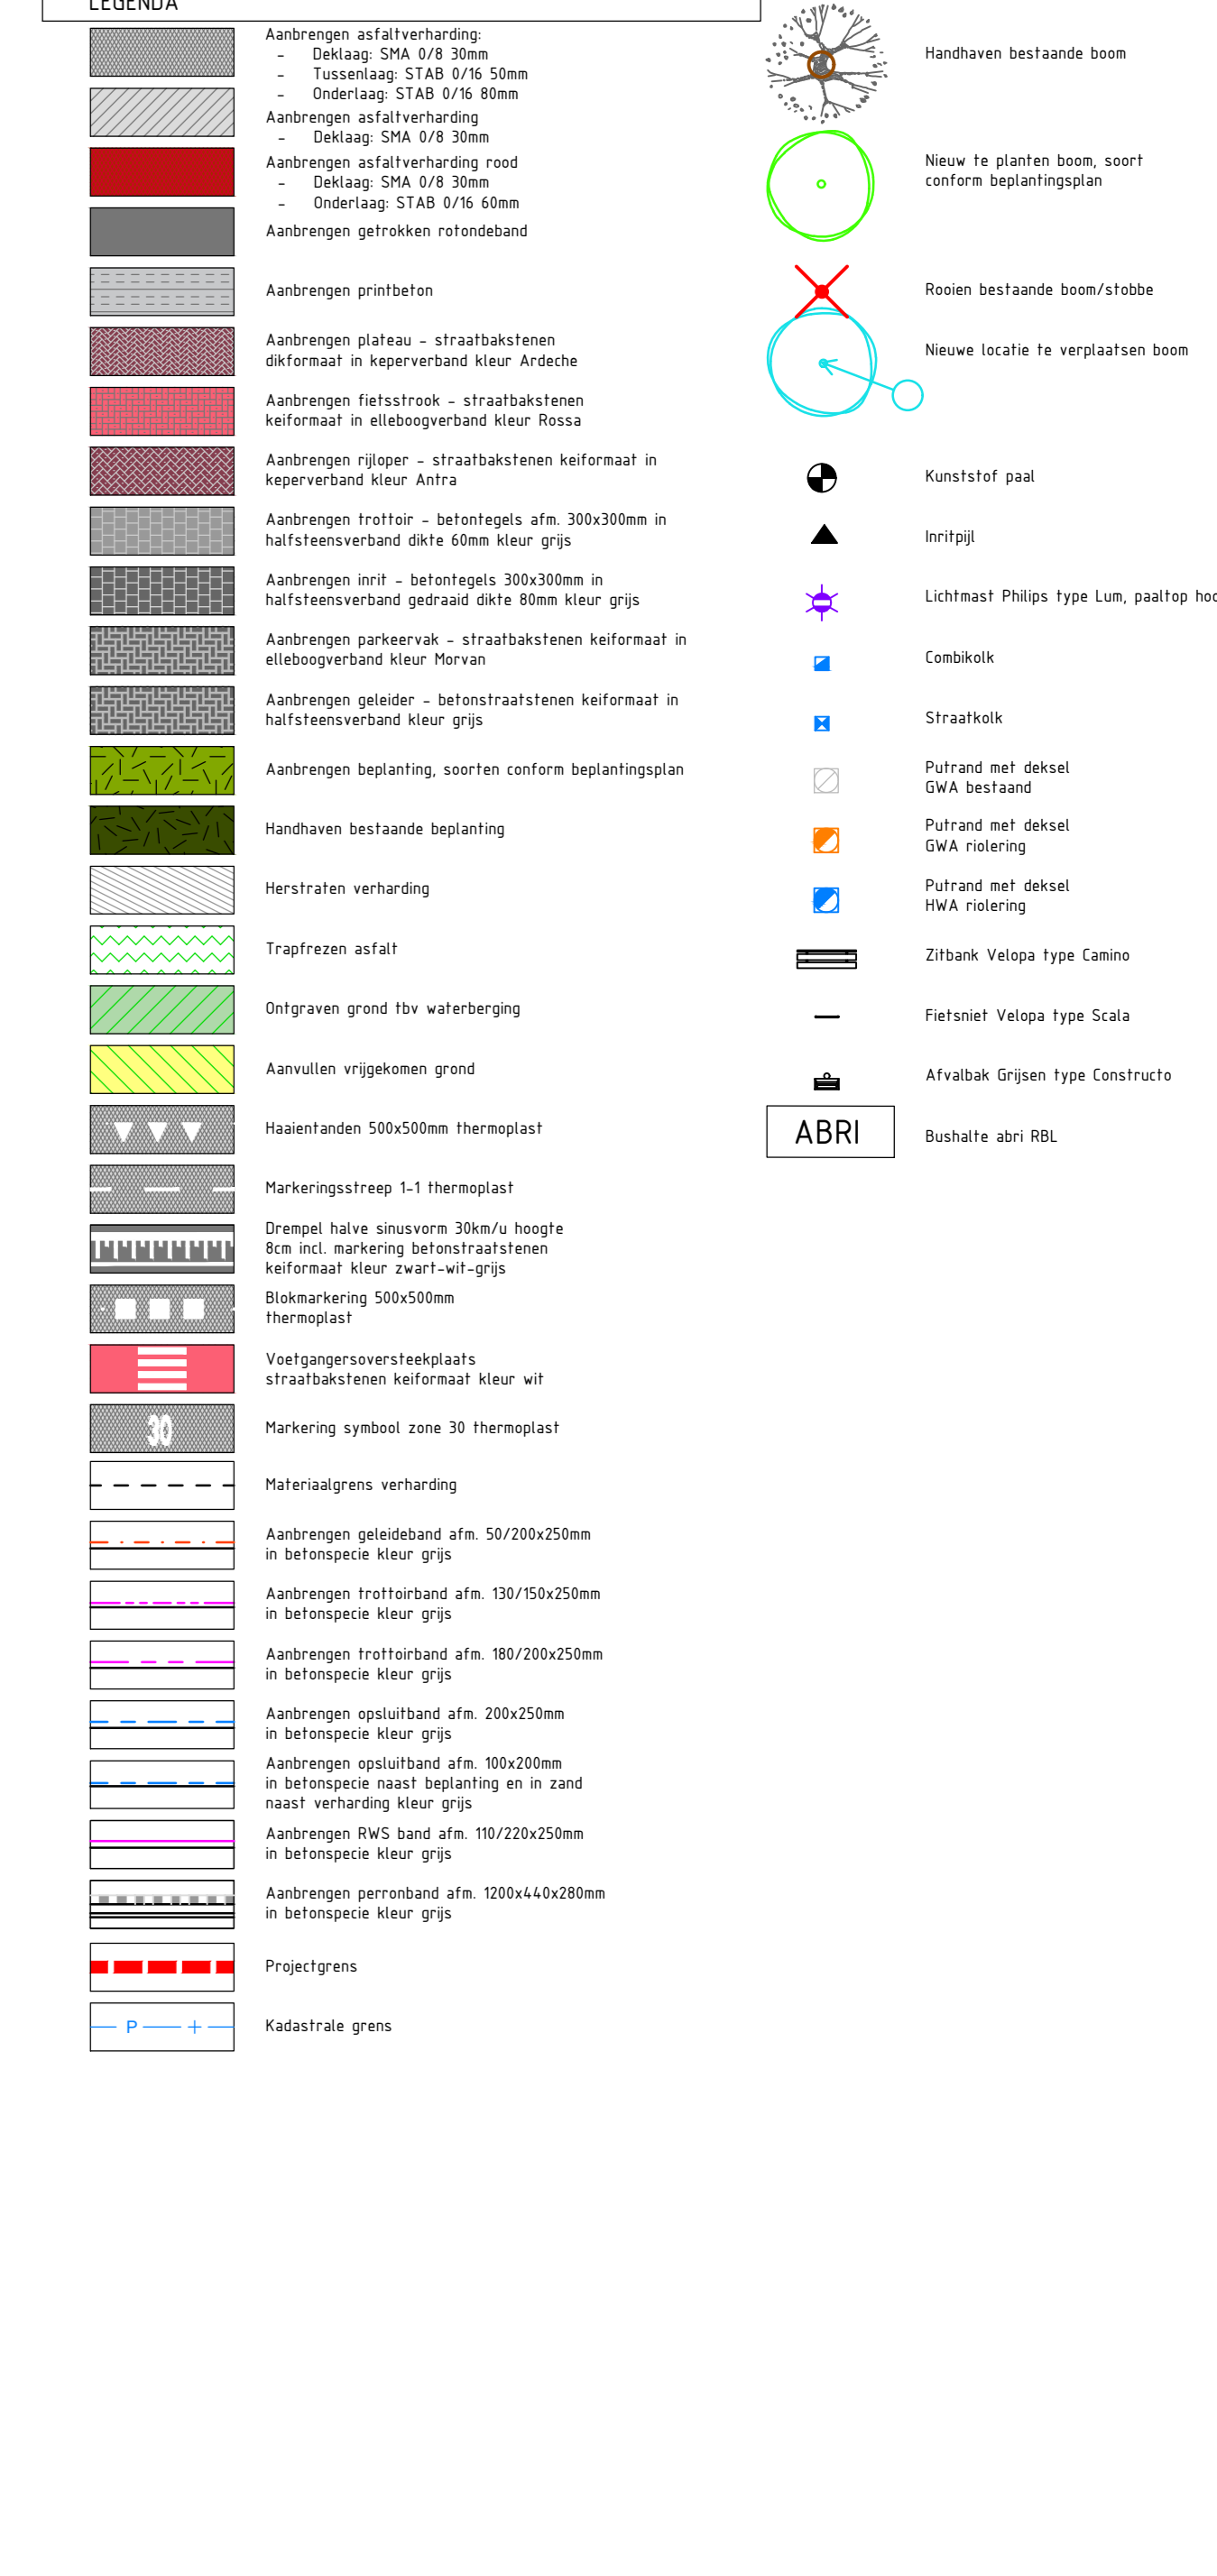 LEGENDA
Aanbrengen asfaltverharding:
- Deklaag: SMA 0/8 30mm
- Tussenlaag: STAB 0/16 50mm
- Onderlaag: STAB 0/16 80mm
Aanbrengen asfaltverharding
- Deklaag: SMA 0/8 30mm
Aanbrengen asfaltverharding rood
- Deklaag: SMA 0/8 30mm
- Onderlaag: STAB 0/16 60mm
Aanbrengen getrokken rotondeband
Aanbrengen printbeton
Aanbrengen plateau - straatbakstenen
dikformaat in keperverband kleur Ardeche
Aanbrengen fietsstrook - straatbakstenen
keiformaat in elleboogverband kleur Rossa
Aanbrengen rijloper - straatbakstenen keiformaat in
keperverband kleur Antra
Aanbrengen trottoir - betontegels afm. 300x300mm in
halfsteensverband dikte 60mm kleur grijs
Aanbrengen inrit - betontegels 300x300mm in
halfsteensverband gedraaid dikte 80mm kleur grijs
Aanbrengen parkeervak - straatbakstenen keiformaat in
elleboogverband kleur Morvan
Aanbrengen geleider - betonstraatstenen keiformaat in
halfsteensverband kleur grijs
Aanbrengen beplanting, soorten conform beplantingsplan
Handhaven bestaande beplanting
Herstraten verharding
Trapfrezen asfalt
Ontgraven grond tbv waterberging
Aanvullen vrijgekomen grond
Haaientanden 500x500mm thermoplast
Markeringsstreep 1-1 thermoplast
Drempel halve sinusvorm 30km/u hoogte
8cm incl. markering betonstraatstenen
keiformaat kleur zwart-wit-grijs
Blokmarkering 500x500mm
thermoplast
Voetgangersoversteekplaats
straatbakstenen keiformaat kleur wit
30
Markering symbool zone 30 thermoplast
Materiaalgrens verharding
Aanbrengen geleideband afm. 50/200x250mm
in betonspecie kleur grijs
Aanbrengen trottoirband afm. 130/150x250mm
in betonspecie kleur grijs
Aanbrengen trottoirband afm. 180/200x250mm
in betonspecie kleur grijs
Aanbrengen opsluitband afm. 200x250mm
in betonspecie kleur grijs
Aanbrengen opsluitband afm. 100x200mm
in betonspecie naast beplanting en in zand
naast verharding kleur grijs
Aanbrengen RWS band afm. 110/220x250mm
in betonspecie kleur grijs
Aanbrengen perronband afm. 1200x440x280mm
in betonspecie kleur grijs
Projectgrens
P
Kadastrale grens
Handhaven bestaande boom
Nieuw te planten boom, soort
conform beplantingsplan
Rooien bestaande boom/stobbe
Nieuwe locatie te verplaatsen boom
Kunststof paal
Inritpijl
Lichtmast Philips type Lum, paaltop
Combikolk
Straatkolk
Putrand met deksel
GWA bestaand
Putrand met deksel
GWA riolering
Putrand met deksel
HWA riolering
Zitbank Velopa type Camino
Fietsniet Velopa type Scala
Afvalbak Grijsen type Constructo
ABRI
Bushalte abri RBL